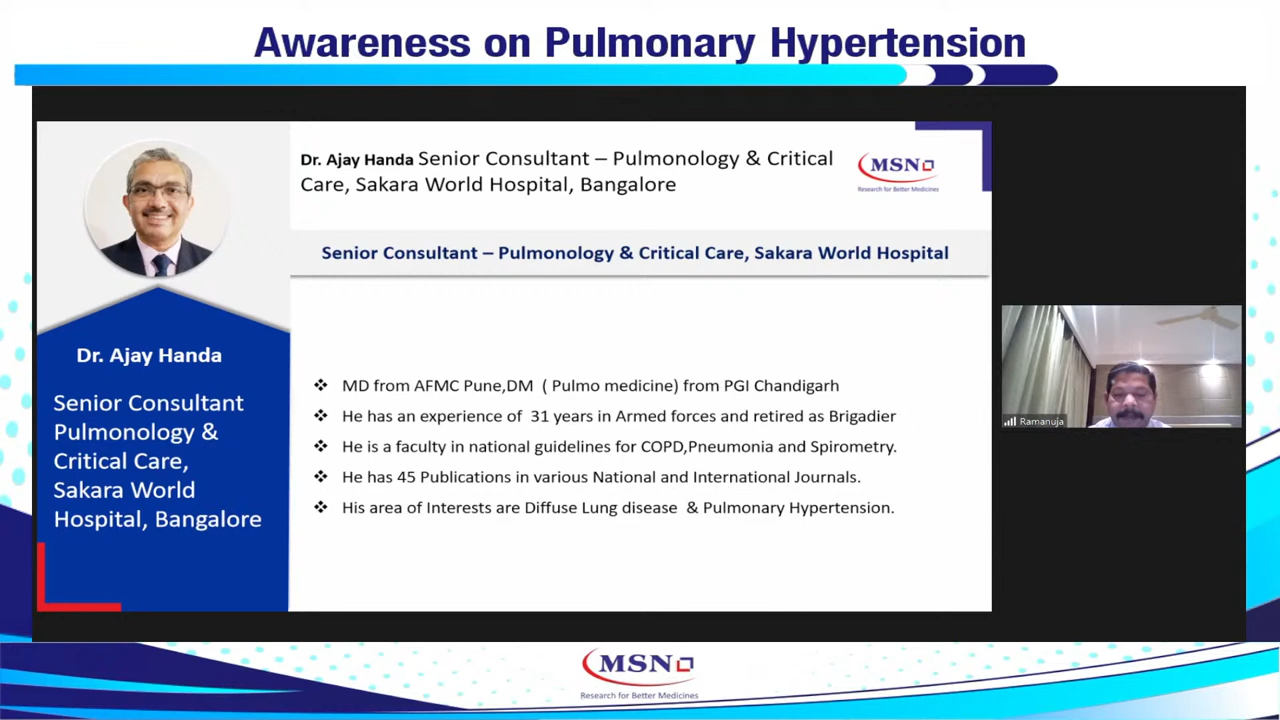 Awareness on Pulmonary Hypertension
Dr. Ajay Handa Senior Consultant – Pulmonology & Critical
Care, Sakara World Hospital, Bangalore
MSN
Research for Better Medicines
Senior Consultant – Pulmonology & Critical Care, Sakara World Hospital
Dr. Ajay Handa
Senior Consultant
Pulmonology &
Critical Care,
Sakara World
Hospital, Bangalore
❖ MD from AFMC Pune,DM ( Pulmo medicine) from PGI Chandigarh
❖ He has an experience of 31 years in Armed forces and retired as Brigadier
❖ He is a faculty in national guidelines for COPD,Pneumonia and Spirometry.
❖ He has 45 Publications in various National and International Journals.
❖ His area of Interests are Diffuse Lung disease & Pulmonary Hypertension.
Ramanuja
MSN
Research for Better Medicines